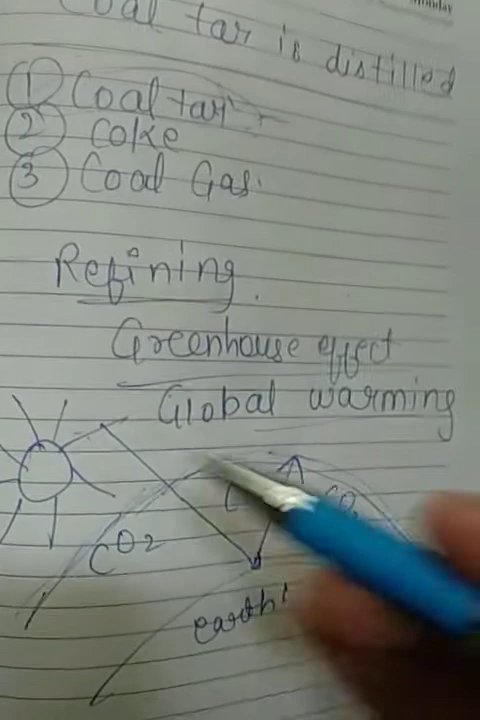 Coal tar is distilled
① Coal tar
② Coke
③ Coal Gas.
Refining.
Greenhouse effect
Global warming
CO2
CO2
earth